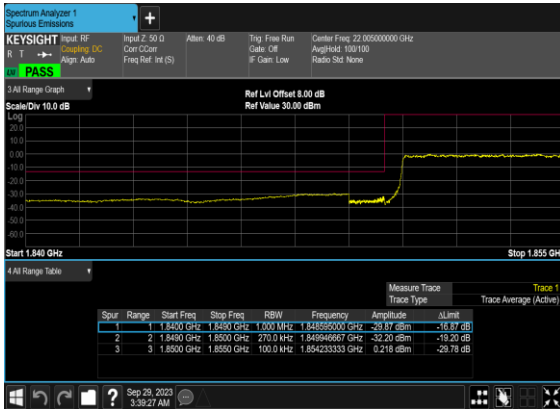 Spectrum Analyzer 1
Spurious Emissions
+
KEYSIGHT Input: RF Input Z: 50 Ω Atten: 40 dB Trig: Free Run Center Freq: 22.005000000 GHz
R T Coupling: DC Corr CCorr Gate: Off Avg|Hold: 100/100
Align: Auto Freq Ref: Int (S) IF Gain: Low Radio Std: None
PASS
3 All Range Graph
Ref Lvl Offset 8.00 dB
Scale/Div 10.0 dB Ref Value 30.00 dBm
Log
20.0
10.0
0.00
-10.0
-20.0
-30.0
-40.0
-50.0
-60.0
Start 1.840 GHz Stop 1.855 GH
4 All Range Table
Measure Trace Trace 1
Trace Type Trace Average (Active)
Spur Range Start Freq Stop Freq RBW Frequency Amplitude ΔLimit
1 1 1.8400 GHz 1.8490 GHz 1.000 MHz 1.848595000 GHz -29.87 dBm -16.87 dB
2 2 1.8490 GHz 1.8500 GHz 270.0 kHz 1.849946667 GHz -32.20 dBm -19.20 dB
3 3 1.8500 GHz 1.8550 GHz 100.0 kHz 1.854233333 GHz 0.218 dBm -29.78 dB
? Sep 29, 2023
3:39:27 AM